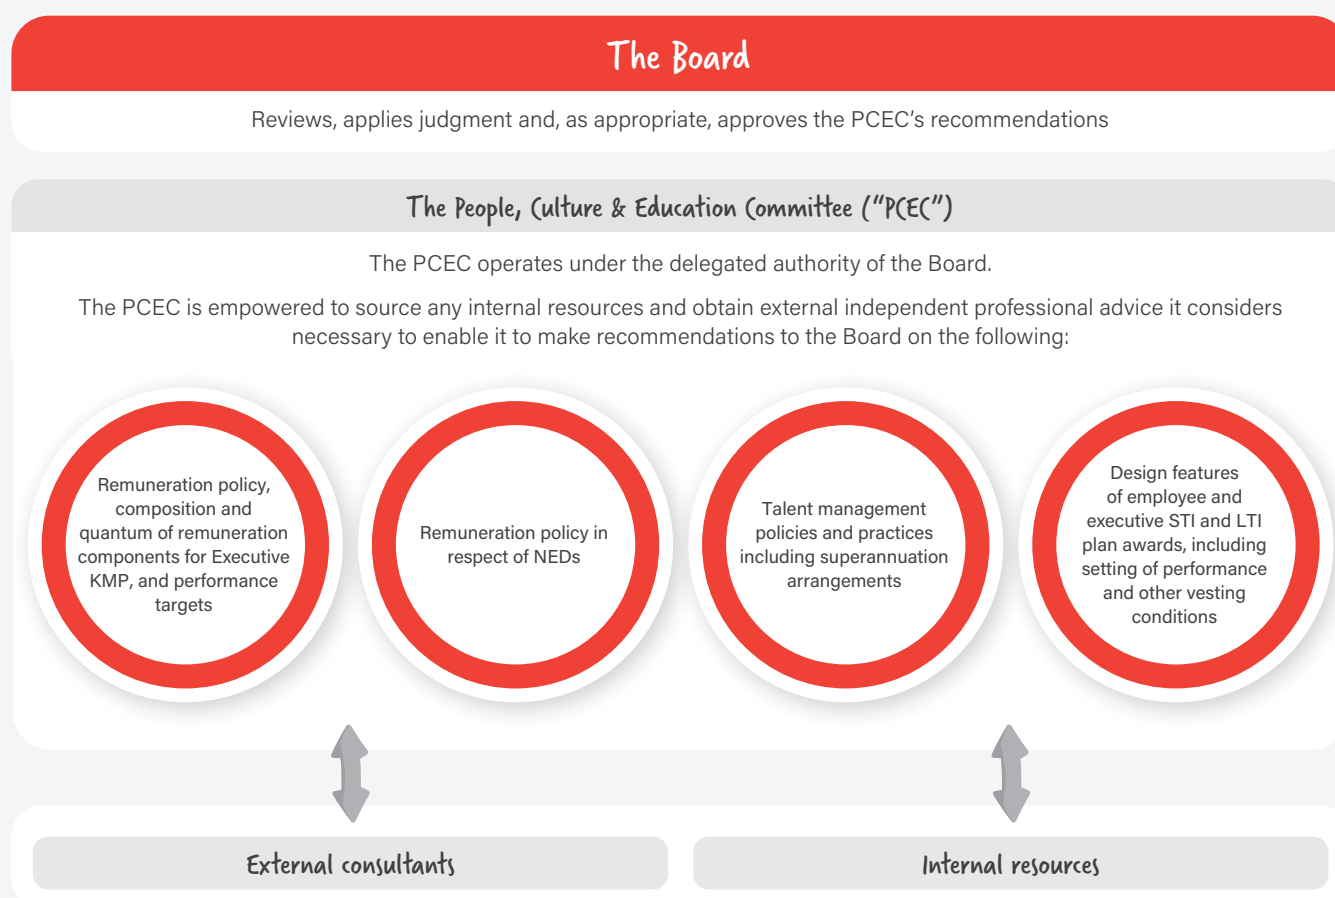 The Board
Reviews, applies judgment and, as appropriate, approves the PCEC's recommendations
The People, Culture & Education Committee ("PCEC")
The PCEC operates under the delegated authority of the Board.
The PCEC is empowered to source any internal resources and obtain external independent professional advice it considers
necessary to enable it to make recommendations to the Board on the following:
Remuneration policy,
composition and
quantum of remuneration
components for Executive
KMP, and performance
targets
Remuneration policy in
respect of NEDs
Talent management
policies and practices
including superannuation
arrangements
Design features
of employee and
executive STI and LTI
plan awards, including
setting of performance
and other vesting
conditions
External consultants
Internal resources